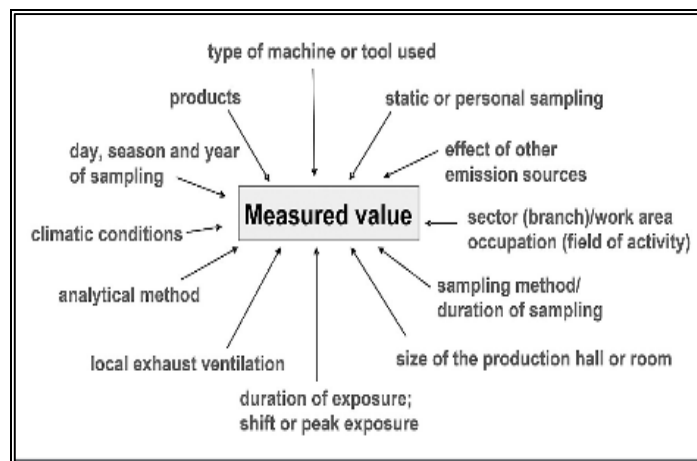 type of machine or tool used
products
static or personal sampling
day, season and year
of sampling
effect of other
emission sources
Measured value
sector (branch)/work area
occupation (field of activity)
climatic conditions
analytical method
sampling method/
duration of sampling
local exhaust ventilation
size of the production hall or room
duration of exposure;
shift or peak exposure